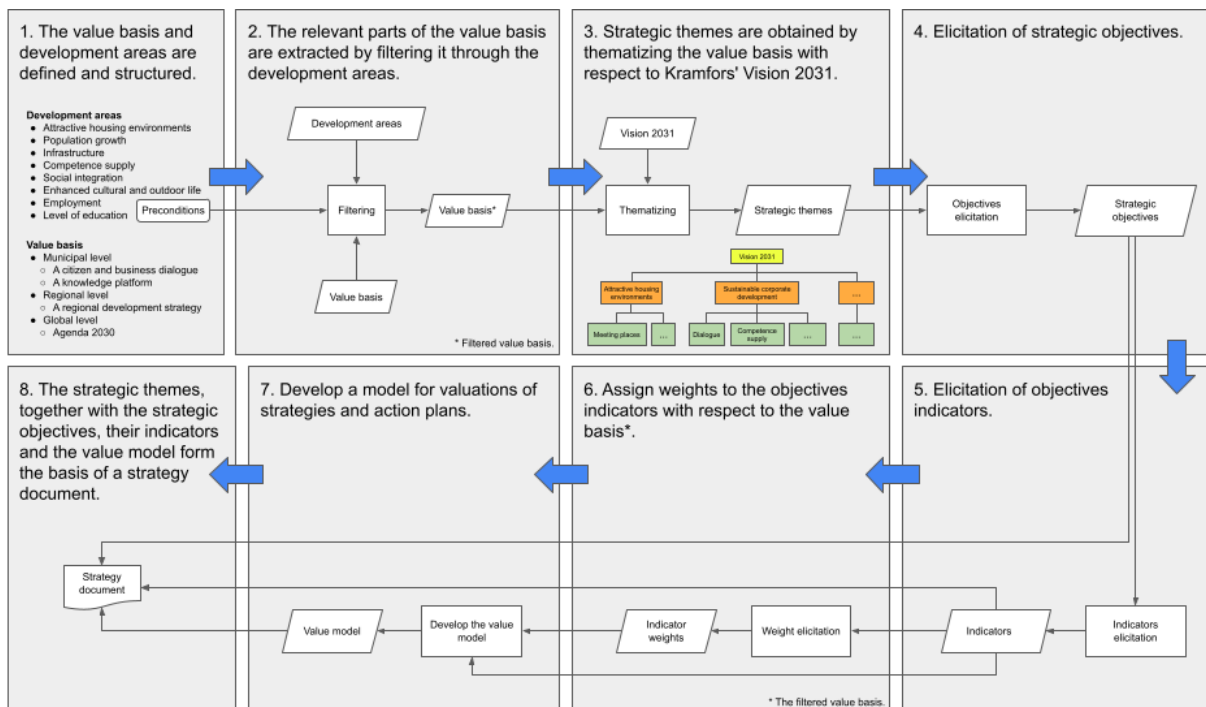 1. The value basis and
development areas are
defined and structured.
Development areas
● Attractive housing environments
● Population growth
● Infrastructure
● Competence supply
● Social integration
● Enhanced cultural and outdoor life
● Employment
● Level of education
Preconditions
Value basis
● Municipal level
○ A citizen and business dialogue
○ A knowledge platform
● Regional level
○ A regional development strategy
● Global level
○ Agenda 2030
2. The relevant parts of the value basis
are extracted by filtering it through the
development areas.
Development areas
Filtering
Value basis*
Value basis
* Filtered value basis.
3. Strategic themes are obtained by
thematizing the value basis with
respect to Kramfors' Vision 2031.
Vision 2031
Thematizing
Strategic themes
Vision 2031
Attractive housing
environments
Sustainable corporate
development
...
Meeting places
...
Dialogue
Competence
supply
...
...
4. Elicitation of strategic objectives.
Objectives
elicitation
Strategic
objectives
8. The strategic themes,
together with the strategic
objectives, their indicators
and the value model form
the basis of a strategy
document.
Strategy
document
7. Develop a model for valuations of
strategies and action plans.
Value model
Develop the value
model
6. Assign weights to the objectives
indicators with respect to the value
basis*.
Indicator
weights
Weight elicitation
* The filtered value basis.
5. Elicitation of objectives
indicators.
Indicators
Indicators
elicitation